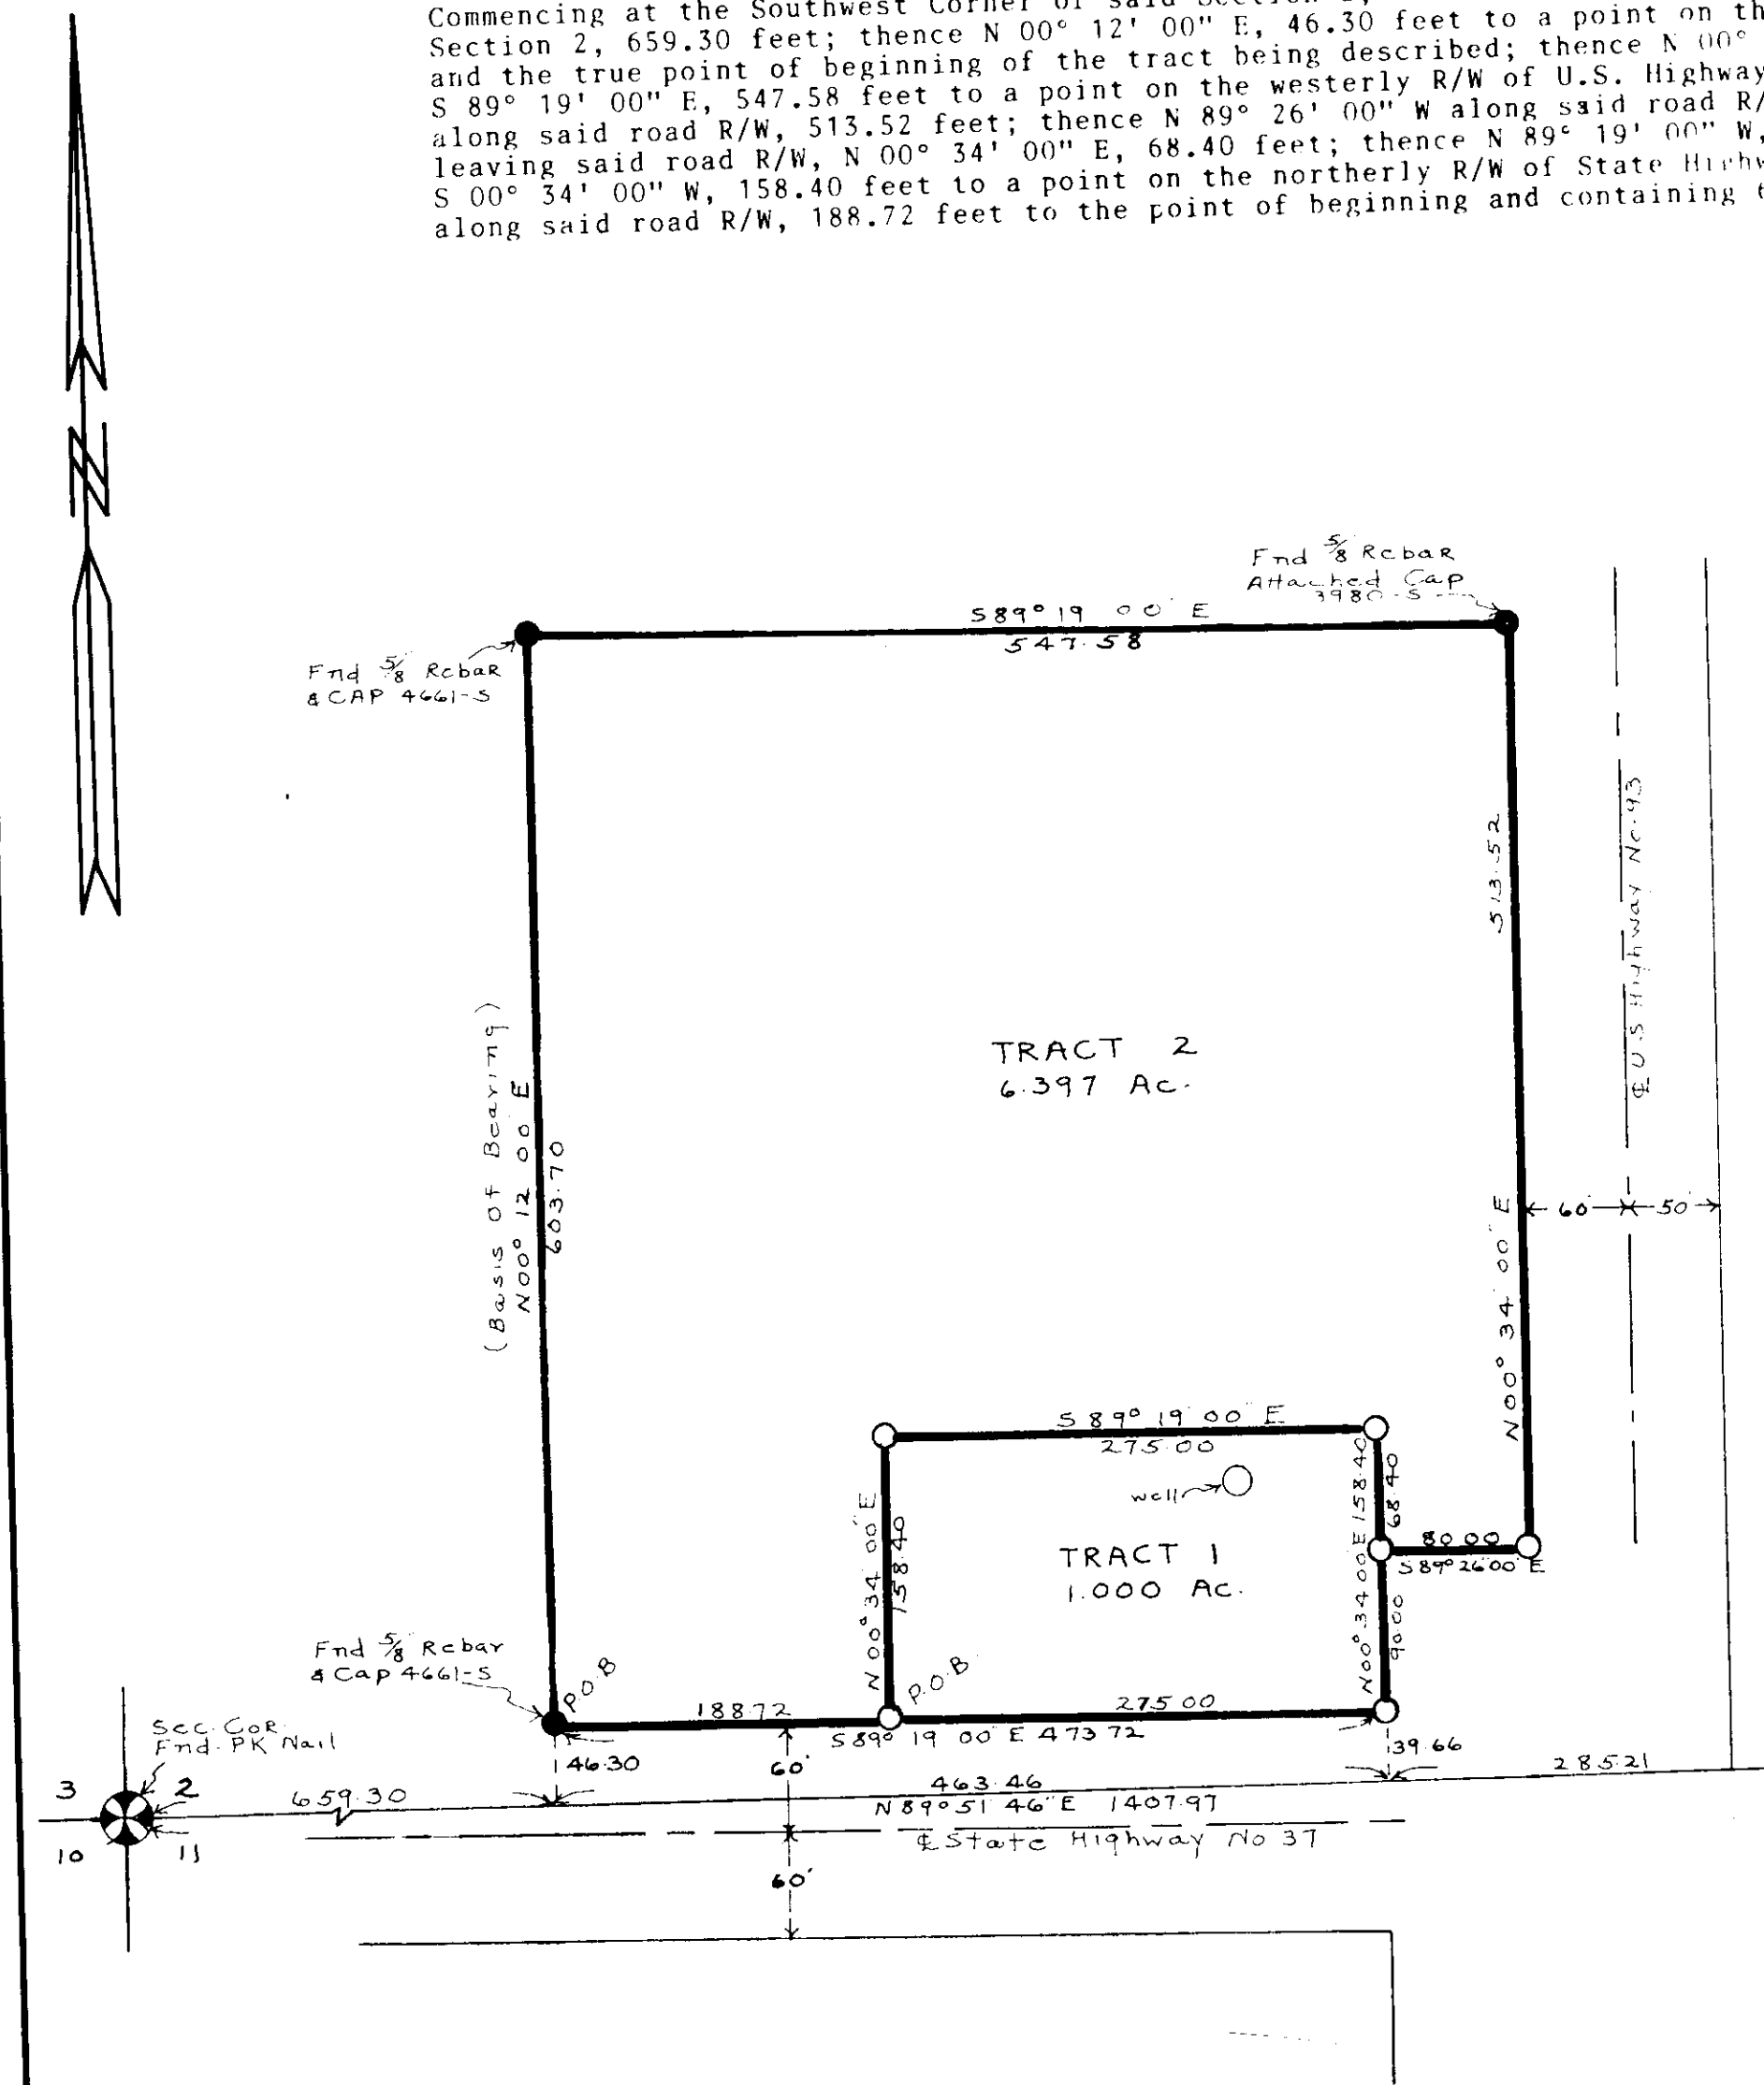 Commencing at the Southwest Corner of said Section
Section 2, 659.30 feet; thence N 00° 12' 00" E, 46.30 feet to a point on th
and the true point of beginning of the tract being described; thence N 00°
S 89° 19' 00" E, 547.58 feet to a point on the westerly R/W of U.S. Highway
along said road R/W, 513.52 feet; thence N 89° 26' 00" W along said road R/
leaving said road R/W, N 00° 34' 00" E, 68.40 feet; thence N 89° 19' 00" W,
S 00° 34' 00" W, 158.40 feet to a point on the northerly R/W of State Highw
along said road R/W, 188.72 feet to the point of beginning and containing 6
N
Fnd 5/8 Rebar
Attached Cap
3980-S
S89° 19 00 E
547.58
Fnd 5/8 Rebar
& CAP 4661-S
513.52
℄ U.S Highway No. 93
(Basis of Bearing)
N00° 12 00 E
603.70
TRACT 2
6.397 Ac.
N00° 34 00 E
60
50
S 89° 19 00 E
275.00
well
N00° 34 00 E
158.40
N00° 34 00 E 158.40
68.40
90.00
80.00
S89° 26 00 E
TRACT 1
1.000 Ac.
Fnd 5/8 Rebar
& Cap 4661-S
P.O.B
P.O.B
188.72
275.00
S89° 19 00 E 473 72
Sec. Cor.
Fnd. PK Nail
46.30
60'
39.66
3 2
10 11
659.30
463.46
285.21
N 89° 51 46 E 1407.97
℄ State Highway No 37
60'